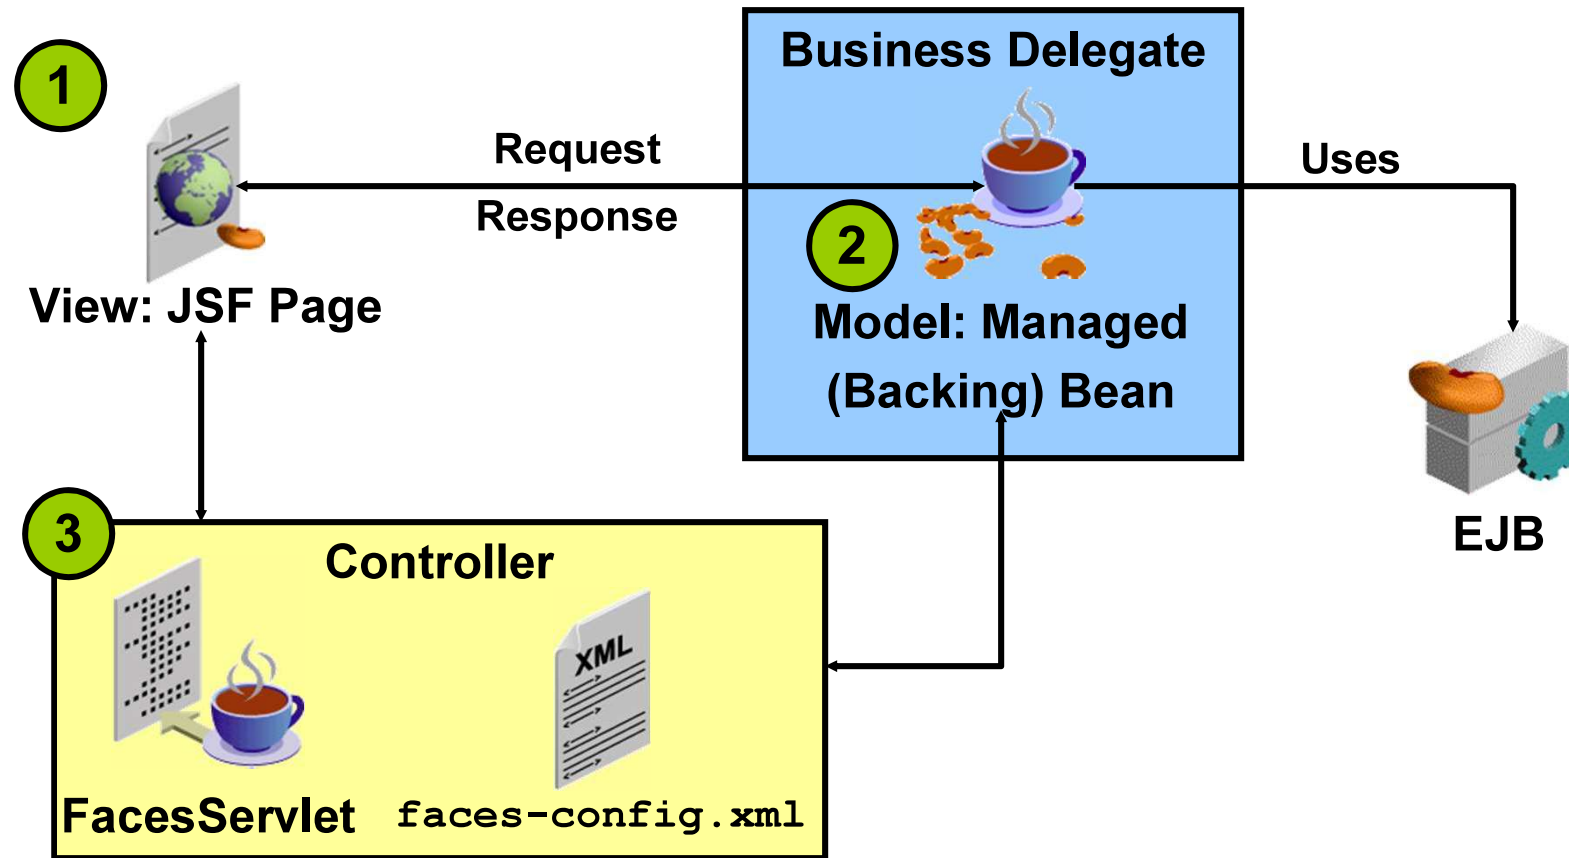 1
Business Delegate
Request
Response
Uses
2
View: JSF Page
Model: Managed
(Backing) Bean
3
Controller
EJB
XML
FacesServlet
faces-config.xml